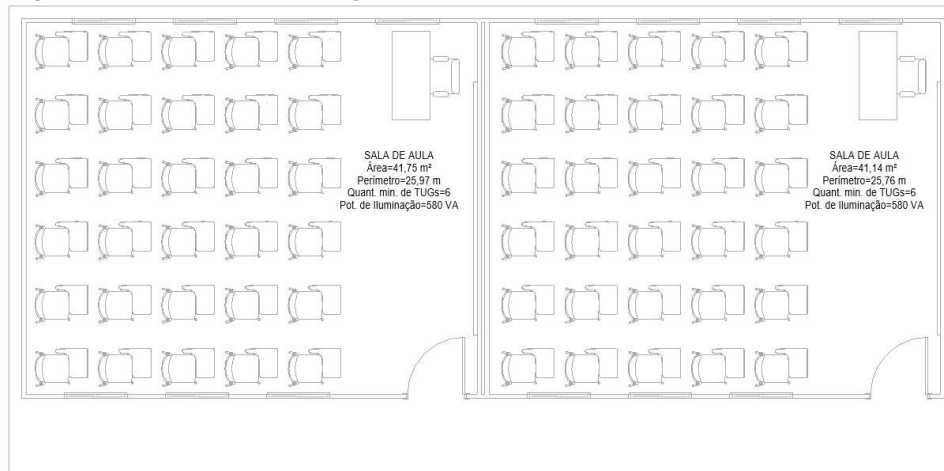 SALA DE AULA
Área=41,75 m²
Perímetro=25,97 m
Quant. min. de TUGs=6
Pot. de Iluminação=580 VA
SALA DE AULA
Área=41,14 m²
Perímetro=25,76 m
Quant. min. de TUGs=6
Pot. de Iluminação=580 VA